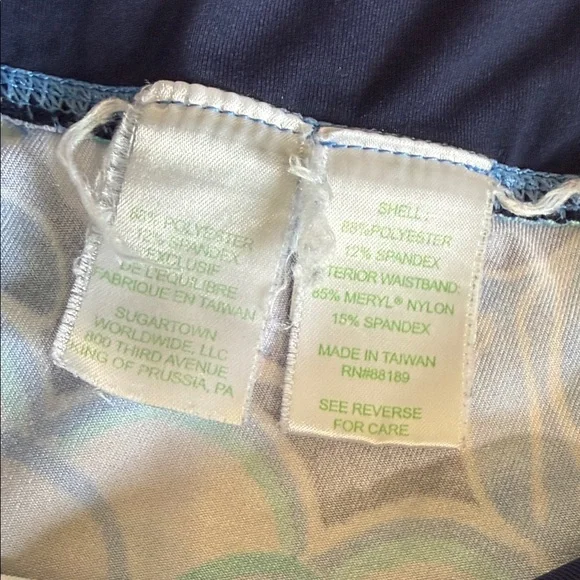 88% POLYESTER
12% SPANDEX
EXCLUSIF
DE L'EQUILIBRE
FABRIQUE EN TAIWAN
SUGARTOWN
WORLDWIDE, LLC
800 THIRD AVENUE
KING OF PRUSSIA, PA
SHELL:
88%POLYESTER
12% SPANDEX
TERIOR WAISTBAND:
85% MERYL® NYLON
15% SPANDEX
MADE IN TAIWAN
RN#88189
SEE REVERSE
FOR CARE